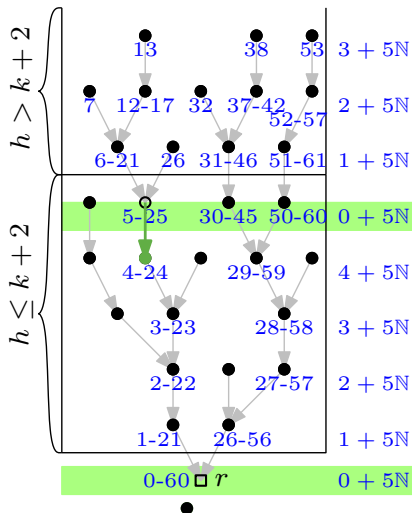 13 38 53 3 + 5ℕ
7 12-17 32 37-42 2 + 5ℕ
52-57
h > k + 2
6-21 26 31-46 51-61 1 + 5ℕ
5-25 30-45 50-60 0 + 5ℕ
4-24 29-59 4 + 5ℕ
h ≤ k + 2
3-23 28-58 3 + 5ℕ
2-22 27-57 2 + 5ℕ
1-21 26-56 1 + 5ℕ
0-60 r 0 + 5ℕ